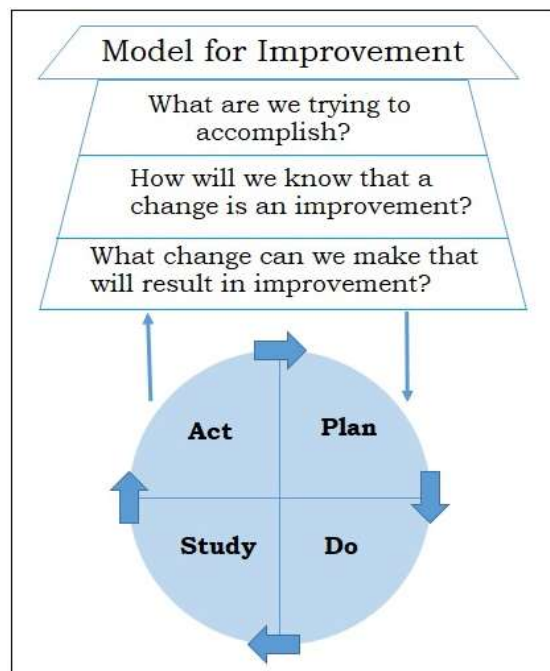 Model for Improvement
What are we trying to
accomplish?
How will we know that a
change is an improvement?
What change can we make that
will result in improvement?
Act
Plan
Study
Do